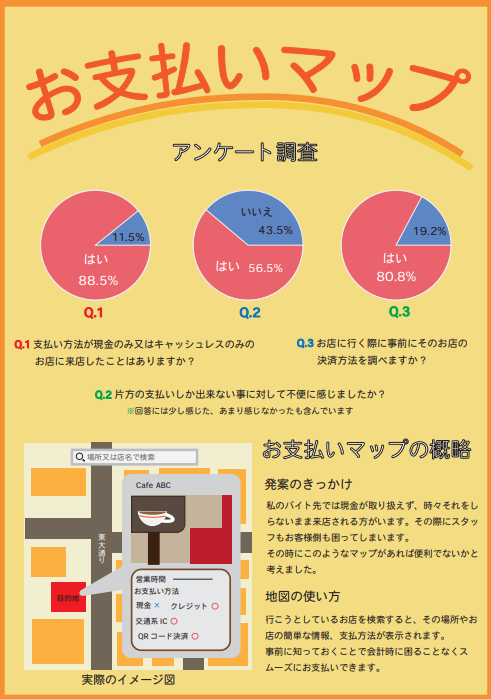 お支払いマップ
アンケート調査
11.5%
はい
88.5%
いいえ
43.5%
はい 56.5%
19.2%
はい
80.8%
Q.1
Q.2
Q.3
Q.1 支払い方法が現金のみ又はキャッシュレスのみの
お店に来店したことはありますか？
Q.3 お店に行く際に事前にそのお店の
決済方法を調べますか？
Q.2 片方の支払いしか出来ない事に対して不便に感じましたか？
※回答には少し感じた、あまり感じなかったも含んでいます
場所又は店名で検索
Cafe ABC
東大通り
目的地
営業時間
お支払い方法
現金 × クレジット 〇
交通系 IC 〇
QR コード決済 〇
実際のイメージ図
お支払いマップの概略
発案のきっかけ
私のバイト先では現金が取り扱えず、時々それをし
らないまま来店される方がいます。その際にスタッ
フもお客様側も困ってしまいます。
その時にこのようなマップがあれば便利でないかと
考えました。
地図の使い方
行こうとしているお店を検索すると、その場所やお
店の簡単な情報、支払方法が表示されます。
事前に知っておくことで会計時に困ることなくス
ムーズにお支払いできます。